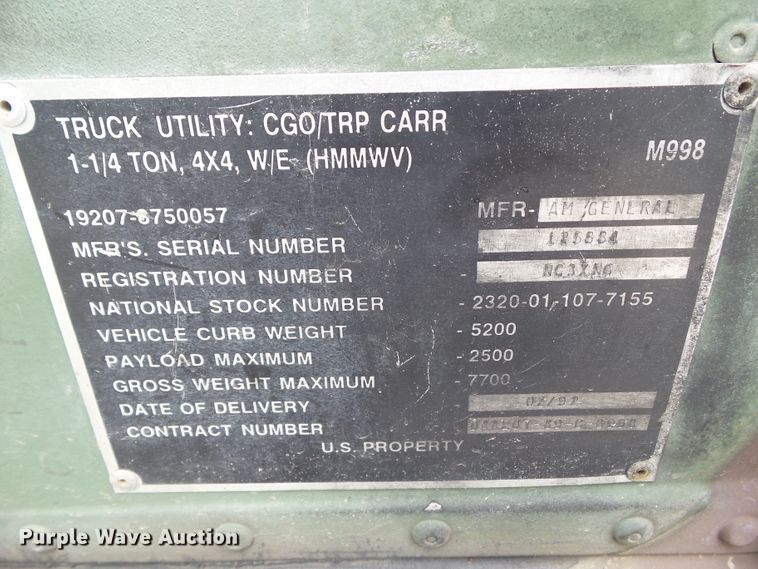 TRUCK UTILITY: CGO/TRP CARR
1-1/4 TON, 4X4, W/E (HMMWV) M998
19207-8750057 MFR- AM GENERAL
MFR'S. SERIAL NUMBER
REGISTRATION NUMBER - NC3XNG
NATIONAL STOCK NUMBER - 2320-01-107-7155
VEHICLE CURB WEIGHT - 5200
PAYLOAD MAXIMUM - 2500
GROSS WEIGHT MAXIMUM - 7700
DATE OF DELIVERY
CONTRACT NUMBER
U.S. PROPERTY
Purple Wave Auction